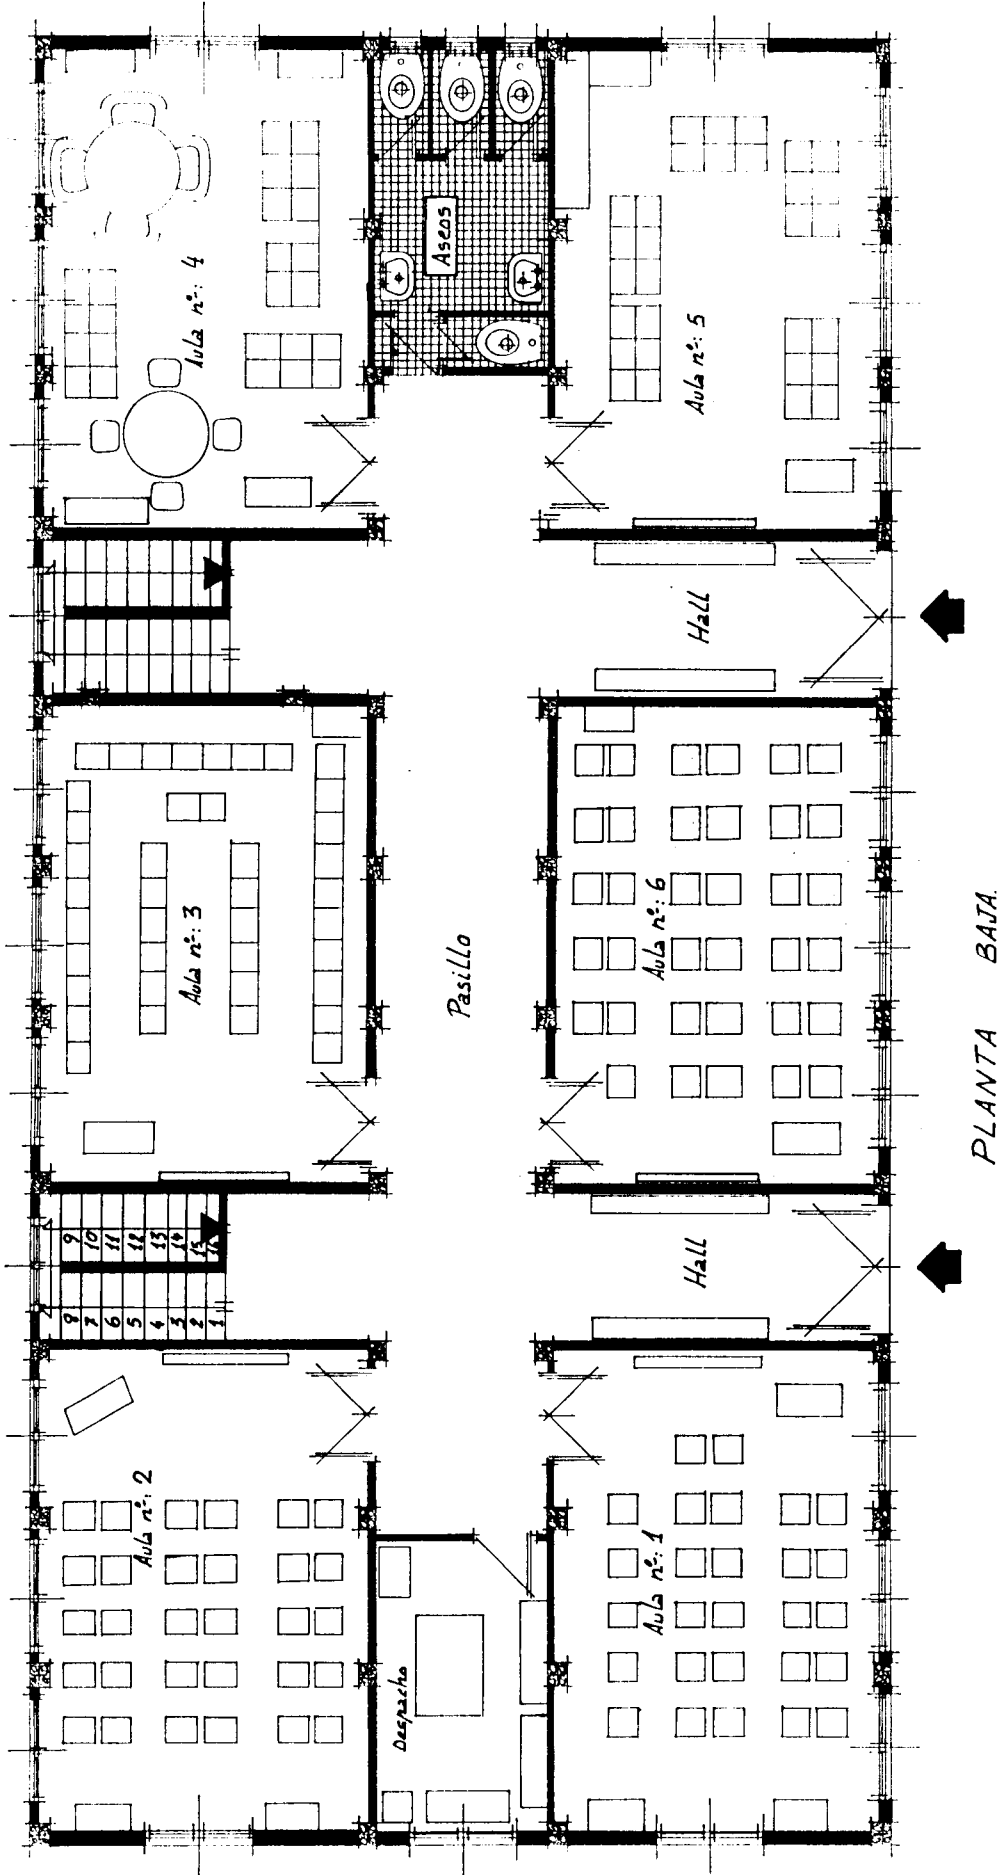 Aseos
Aula nº: 4
Aula nº: 5
Hall
Aula nº: 3
Pasillo
Aula nº: 6
PLANTA BAJA.
9
10
11
12
13
14
15
16
8
7
6
5
4
3
2
1
Hall
Aula nº: 2
Aula nº: 1
Despacho